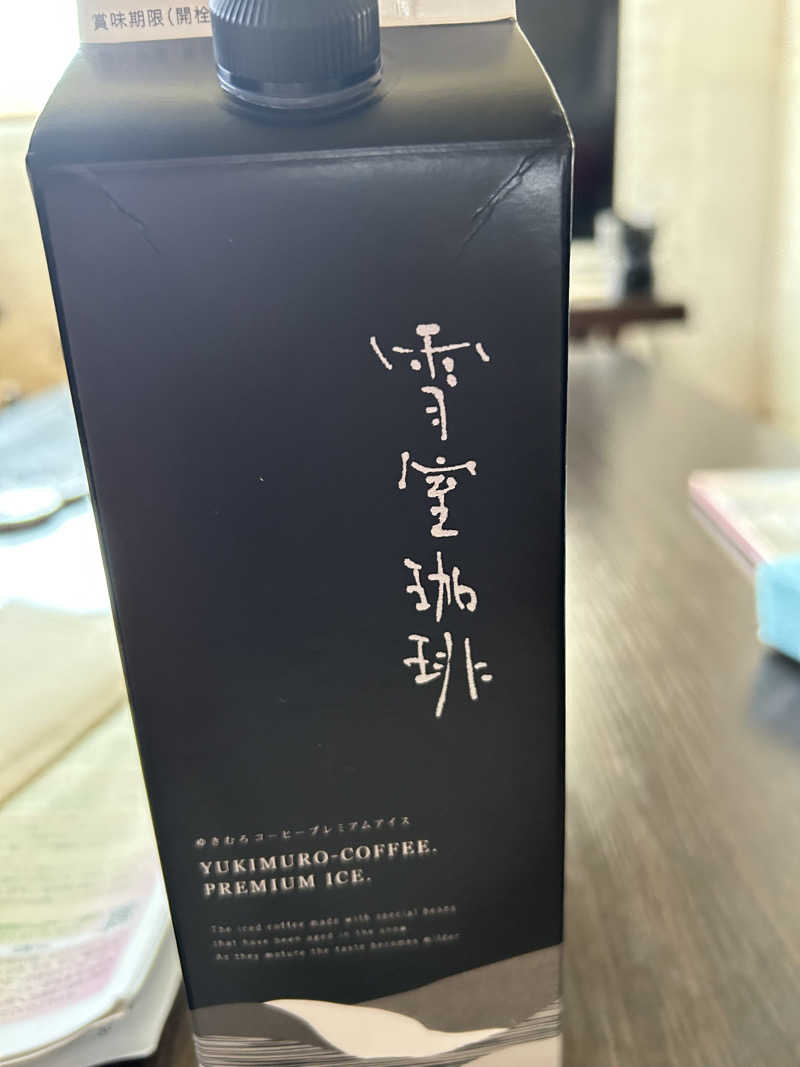 賞味期限(開栓
雪室珈琲
ゆきむろコーヒープレミアムアイス
YUKIMURO-COFFEE.
PREMIUM ICE.
The iced coffee made with special beans
that have been aged in the snow
As they mature the taste becomes milder